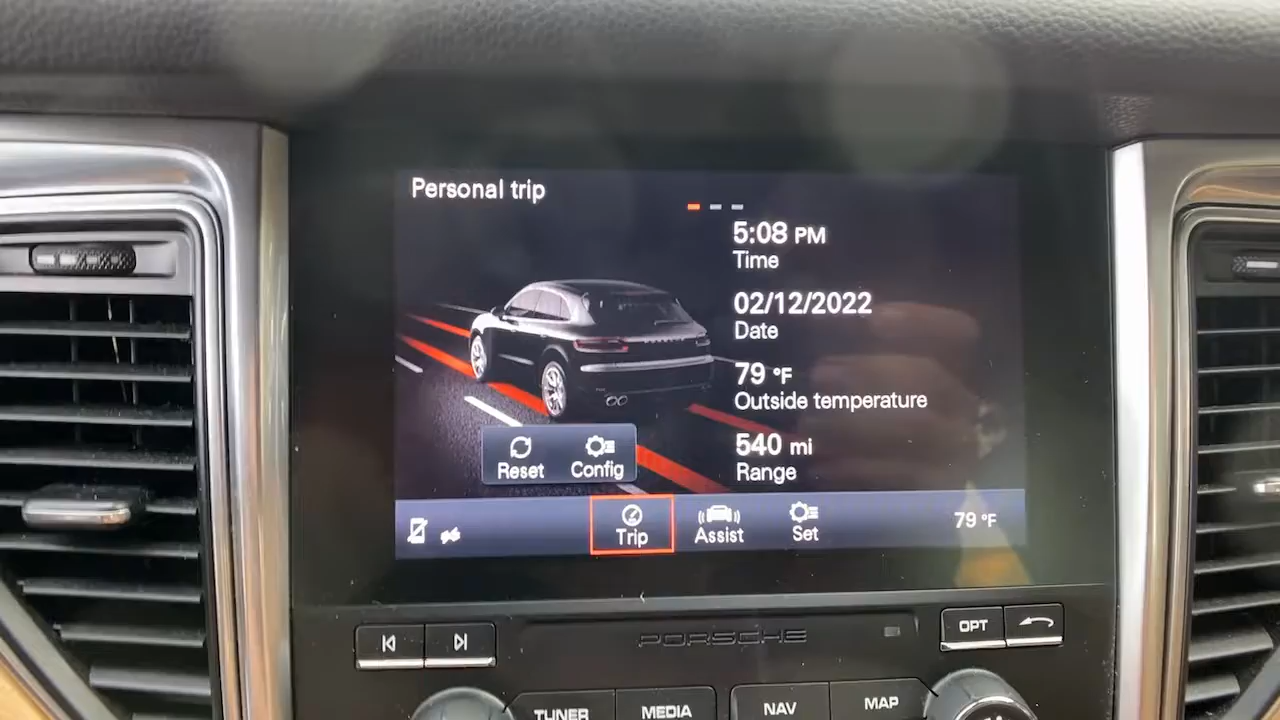 Personal trip
5:08 PM
Time
02/12/2022
Date
79 °F
Outside temperature
540 mi
Range
Reset Config
Trip Assist Set 79 °F
PORSCHE
OPT
TUNER MEDIA NAV MAP